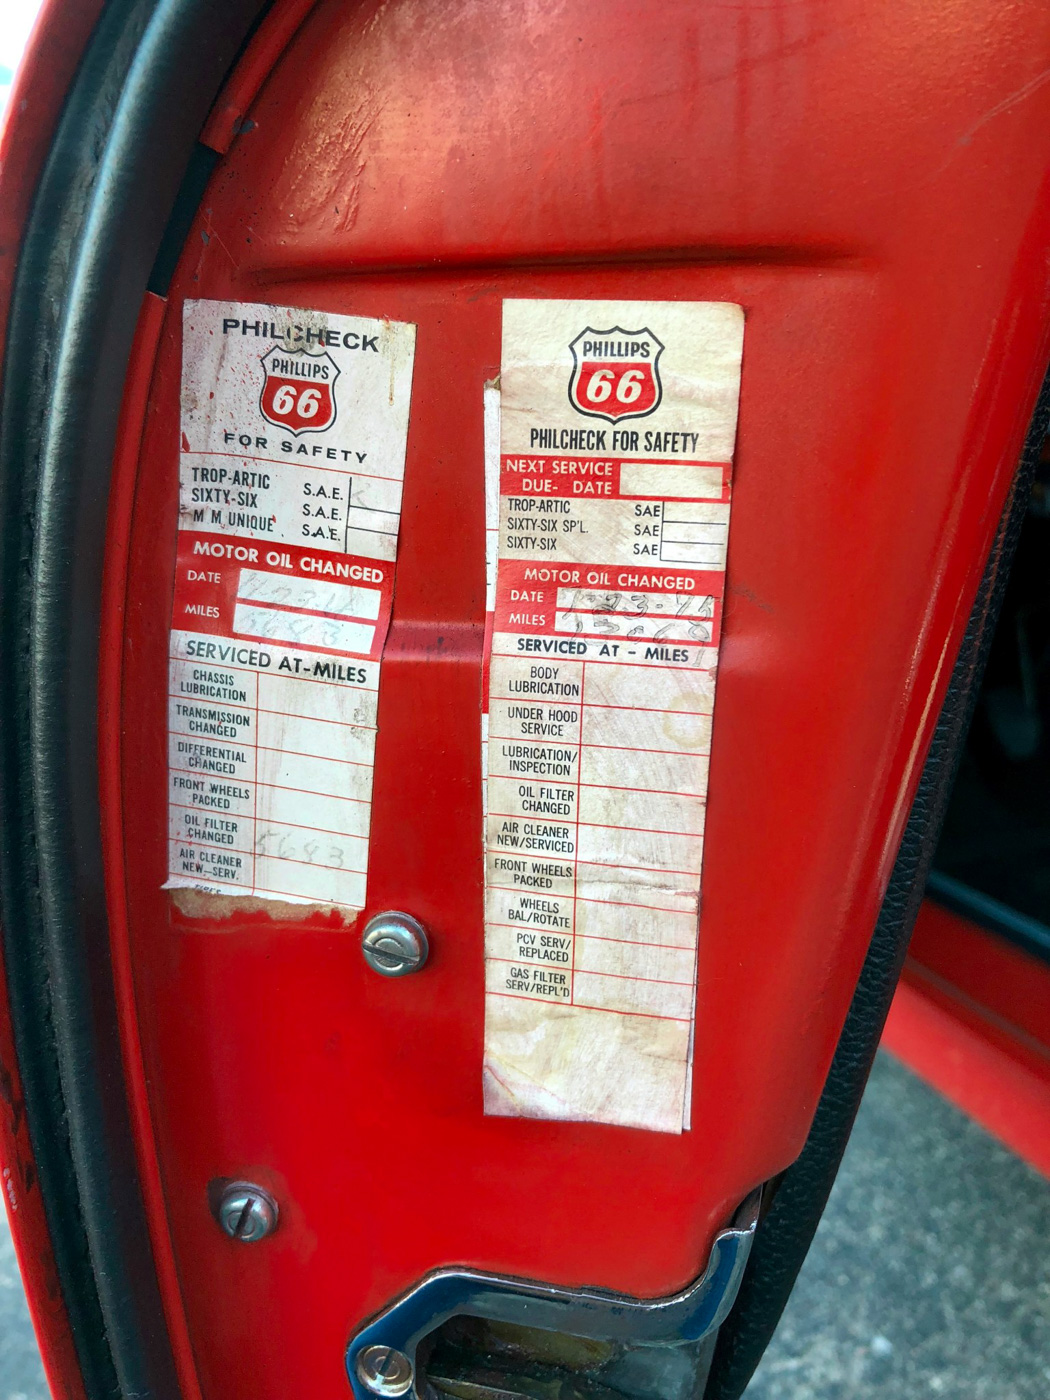 PHILCHECK
PHILLIPS
66
FOR SAFETY
TROP-ARTIC S.A.E.
SIXTY-SIX S.A.E.
M M UNIQUE S.A.E.
MOTOR OIL CHANGED
DATE
MILES
SERVICED AT-MILES
CHASSIS
LUBRICATION
TRANSMISSION
CHANGED
DIFFERENTIAL
CHANGED
FRONT WHEELS
PACKED
OIL FILTER
CHANGED
5683
AIR CLEANER
NEW-SERV.
PHILLIPS
66
PHILCHECK FOR SAFETY
NEXT SERVICE
DUE- DATE
TROP-ARTIC SAE
SIXTY-SIX SP'L. SAE
SIXTY-SIX SAE
MOTOR OIL CHANGED
DATE
MILES
SERVICED AT - MILES
BODY
LUBRICATION
UNDER HOOD
SERVICE
LUBRICATION/
INSPECTION
OIL FILTER
CHANGED
AIR CLEANER
NEW/SERVICED
FRONT WHEELS
PACKED
WHEELS
BAL/ROTATE
PCV SERV/
REPLACED
GAS FILTER
SERV/REPL'D